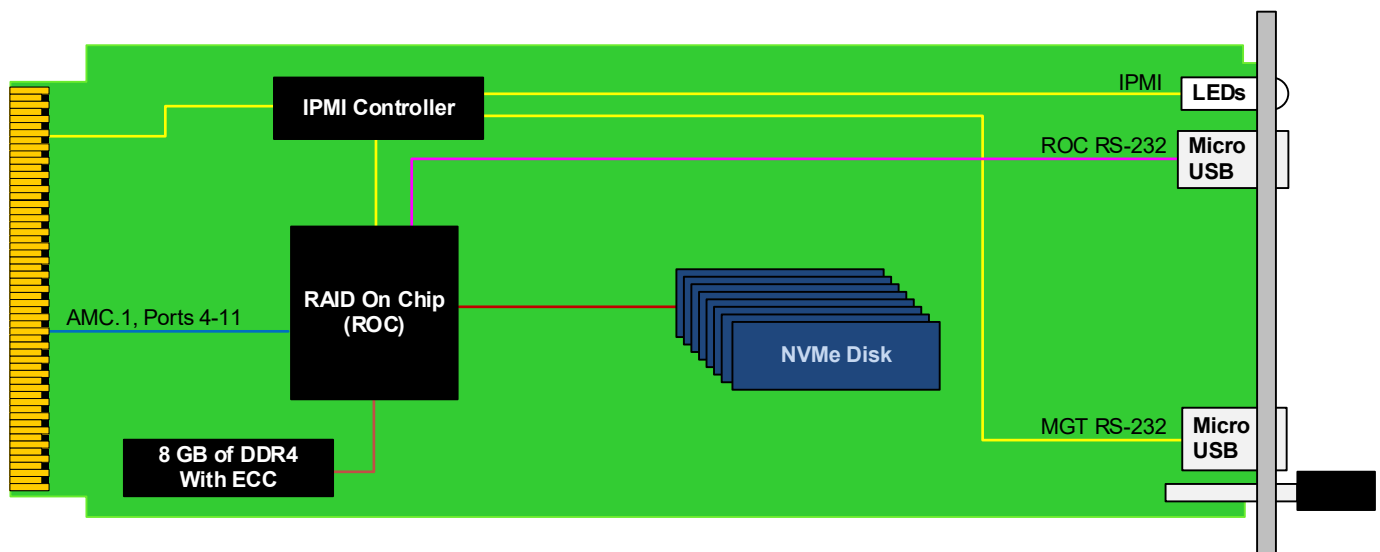 IPMI
LEDs
IPMI Controller
ROC RS-232
Micro
USB
RAID On Chip
(ROC)
AMC.1, Ports 4-11
NVMe Disk
MGT RS-232
Micro
USB
8 GB of DDR4
With ECC